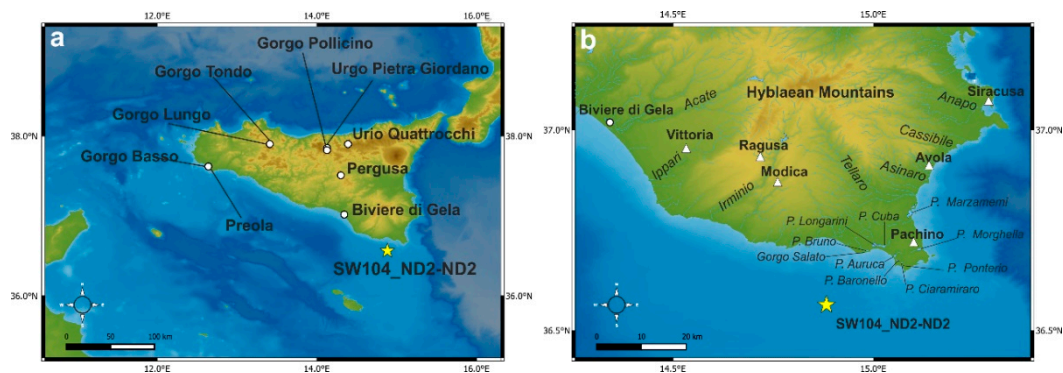 12.0°E
14.0°E
16.0°E
a
Gorgo Pollicino
Gorgo Tondo
Urgo Pietra Giordano
38.0°N
38.0°N
Gorgo Lungo
Urio Quattrocchi
Gorgo Basso
Pergusa
Preola
Biviere di Gela
SW104_ND2-ND2
36.0°N
36.0°N
0
50
100 km
12.0°E
14.0°E
16.0°E
14.5°E
15.0°E
b
Hyblaean Mountains
Siracusa
Acate
Anapo
Biviere di Gela
37.0°N
37.0°N
Vittoria
Cassibile
Ragusa
Avola
Ippari
Modica
Tellaro
Asinaro
Irminio
P. Marzamemi
P. Longarini
P. Cuba
Pachino
P. Bruno
P. Morghella
Gorgo Salato
P. Auruca
P. Ponterio
P. Baronello
P. Ciaramiraro
SW104_ND2-ND2
36.5°N
36.5°N
0
10
20 km
14.5°E
15.0°E